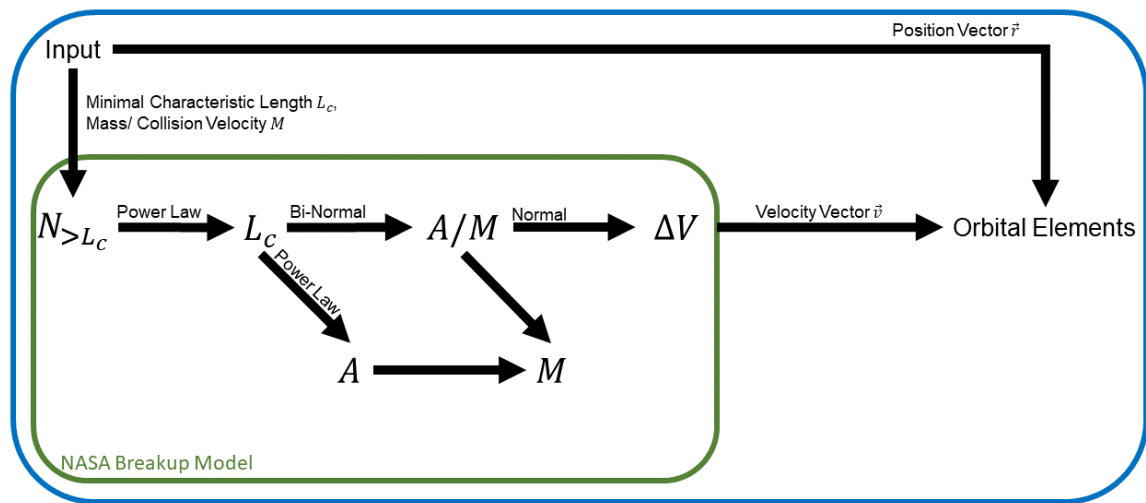 Position Vector r⃗
Input
Minimal Characteristic Length L_c,
Mass/ Collision Velocity M
N_{>L_c} Power Law L_c Bi-Normal A/M Normal ΔV Velocity Vector v⃗ Orbital Elements
Power Law
A M
NASA Breakup Model